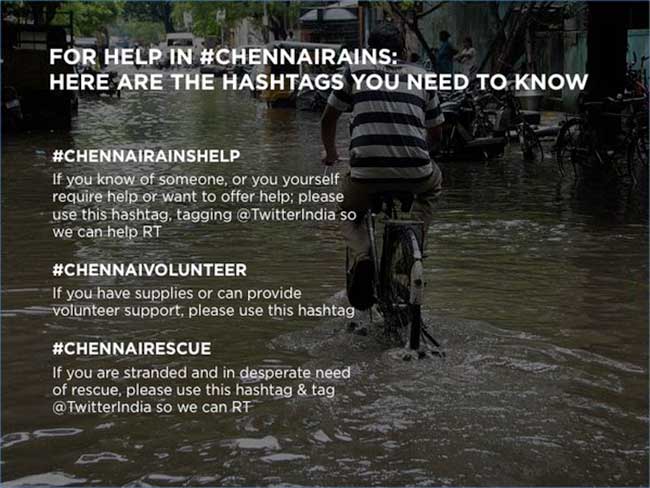 FOR HELP IN #CHENNAIRAINS:
HERE ARE THE HASHTAGS YOU NEED TO KNOW
#CHENNAIRAINSHELP
If you know of someone, or you yourself
require help or want to offer help; please
use this hashtag, tagging @TwitterIndia so
we can help RT
#CHENNAIVOLUNTEER
If you have supplies or can provide
volunteer support, please use this hashtag
#CHENNAIRESCUE
If you are stranded and in desperate need
of rescue, please use this hashtag & tag
@TwitterIndia so we can RT